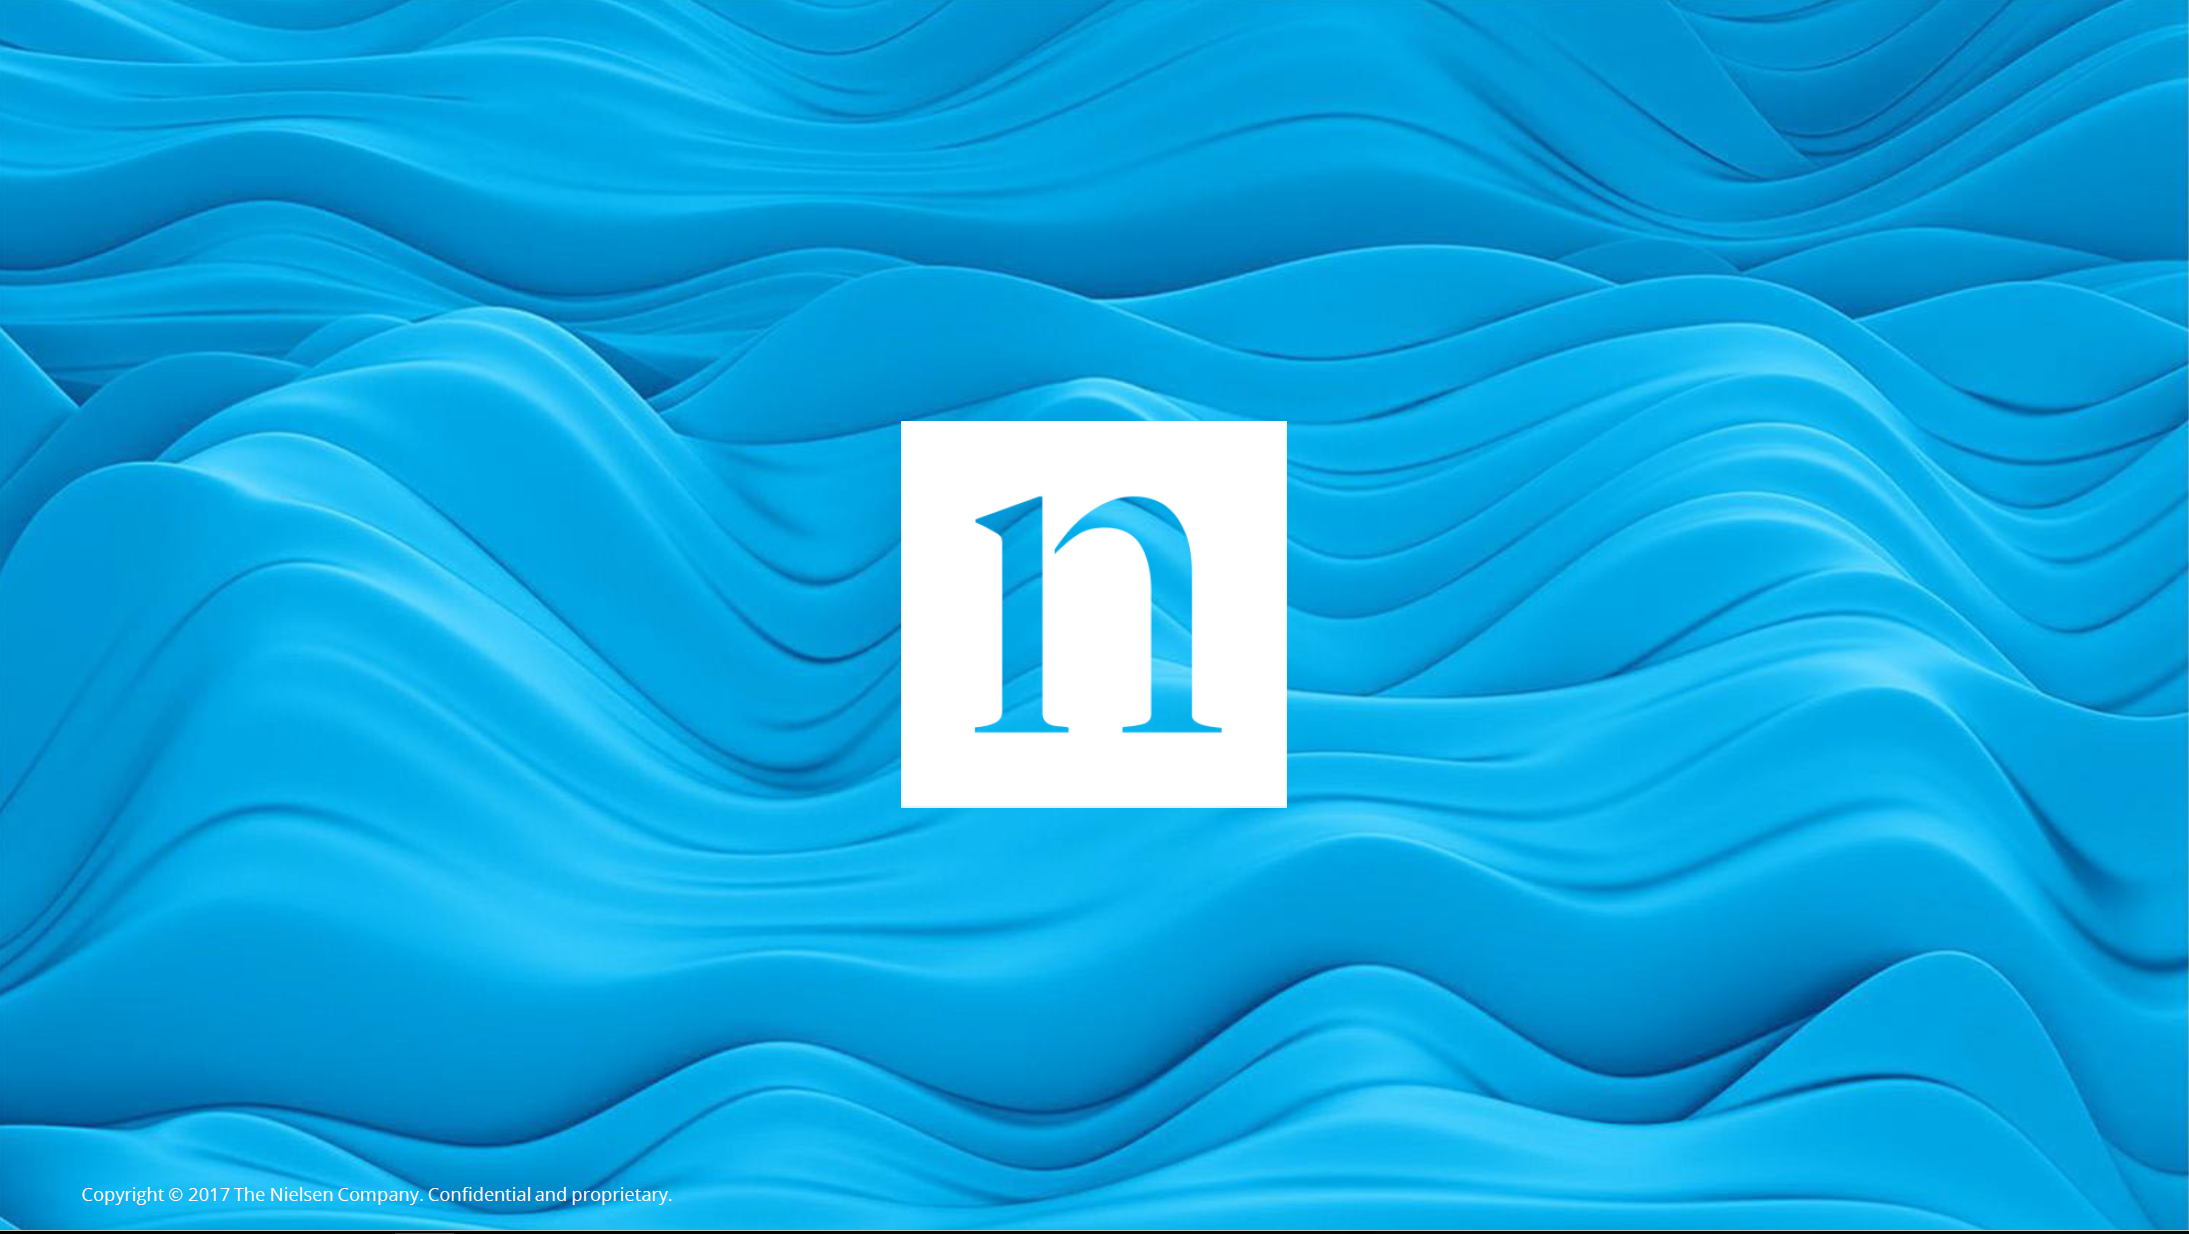 n
Copyright © 2017 The Nielsen Company. Confidential and proprietary.